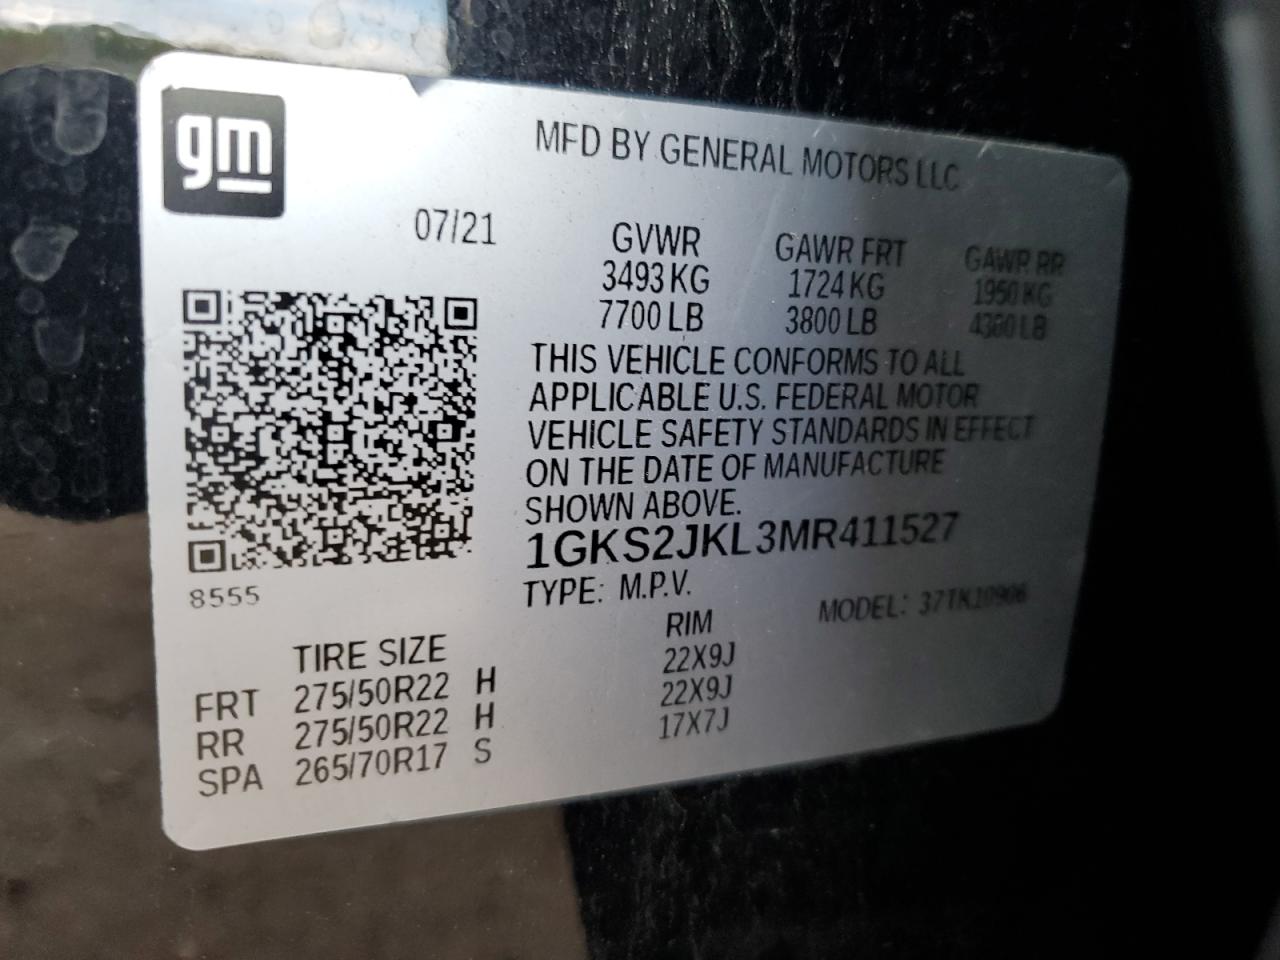 gm
MFD BY GENERAL MOTORS LLC
07/21
GVWR GAWR FRT GAWR RR
3493 KG 1724 KG 1950 KG
7700 LB 3800 LB 4300 LB
THIS VEHICLE CONFORMS TO ALL
APPLICABLE U.S. FEDERAL MOTOR
VEHICLE SAFETY STANDARDS IN EFFECT
ON THE DATE OF MANUFACTURE
SHOWN ABOVE.
1GKS2JKL3MR411527
8555
TYPE: M.P.V. MODEL: 37TK10906
TIRE SIZE RIM
FRT 275/50R22 H 22X9J
RR 275/50R22 H 22X9J
SPA 265/70R17 S 17X7J